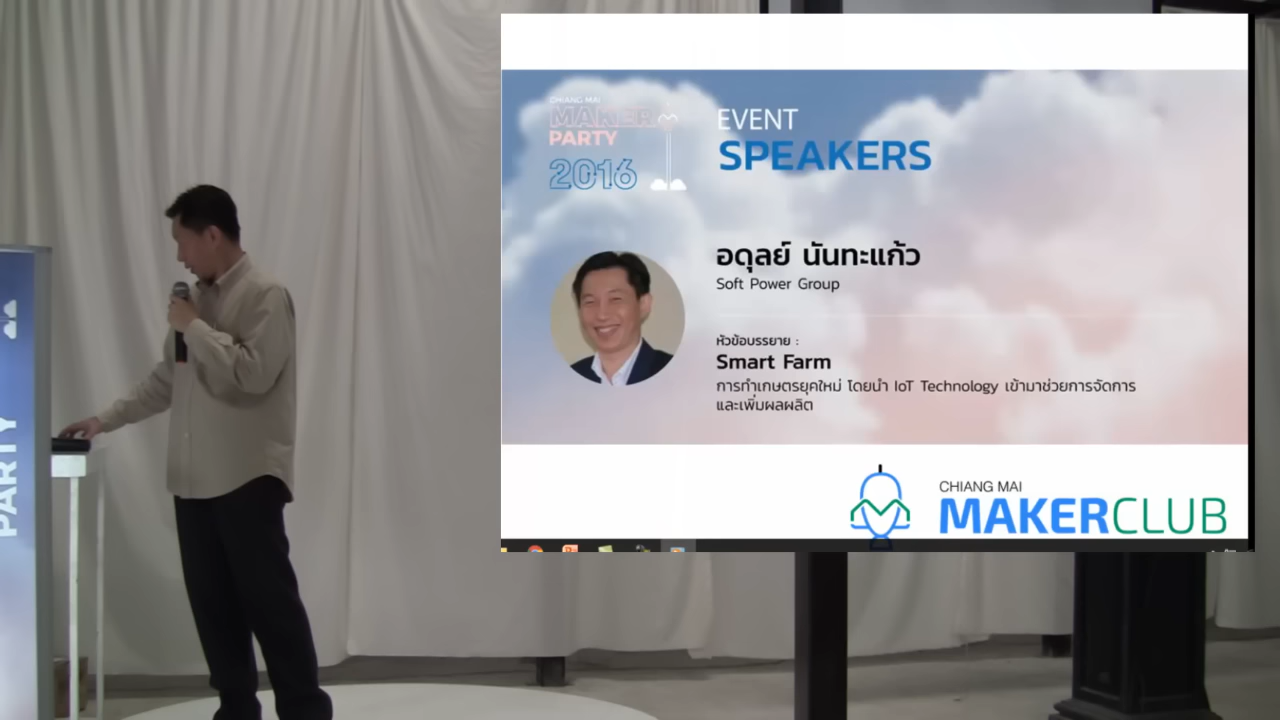 CHIANG MAI
MAKER
PARTY
2016
EVENT
SPEAKERS
อดุลย์ นันทะแก้ว
Soft Power Group
หัวข้อบรรยาย :
Smart Farm
การทำเกษตรยุคใหม่ โดยนำ IoT Technology เข้ามาช่วยการจัดการ
และเพิ่มผลผลิต
CHIANG MAI
MAKERCLUB
PARTY